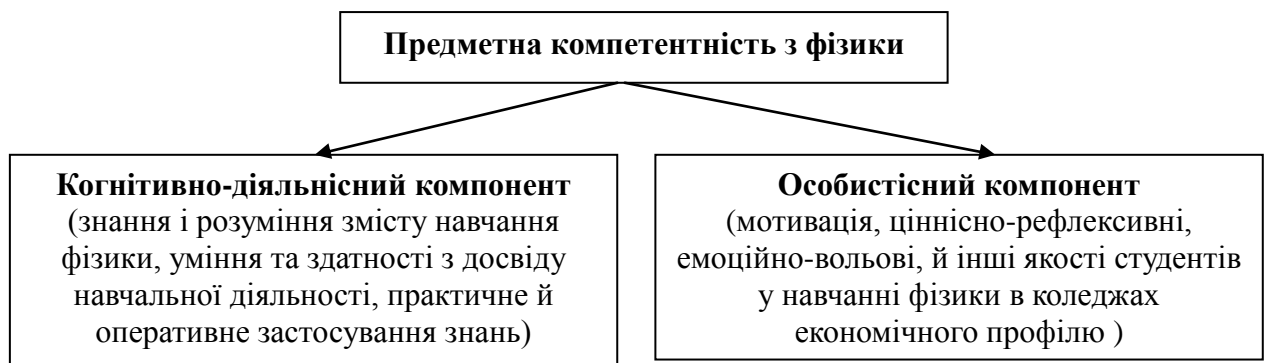 Предметна компетентність з фізики
Когнітивно-діяльнісний компонент
(знання і розуміння змісту навчання
фізики, уміння та здатності з досвіду
навчальної діяльності, практичне й
оперативне застосування знань)
Особистісний компонент
(мотивація, ціннісно-рефлексивні,
емоційно-вольові, й інші якості студентів
у навчанні фізики в коледжах
економічного профілю )